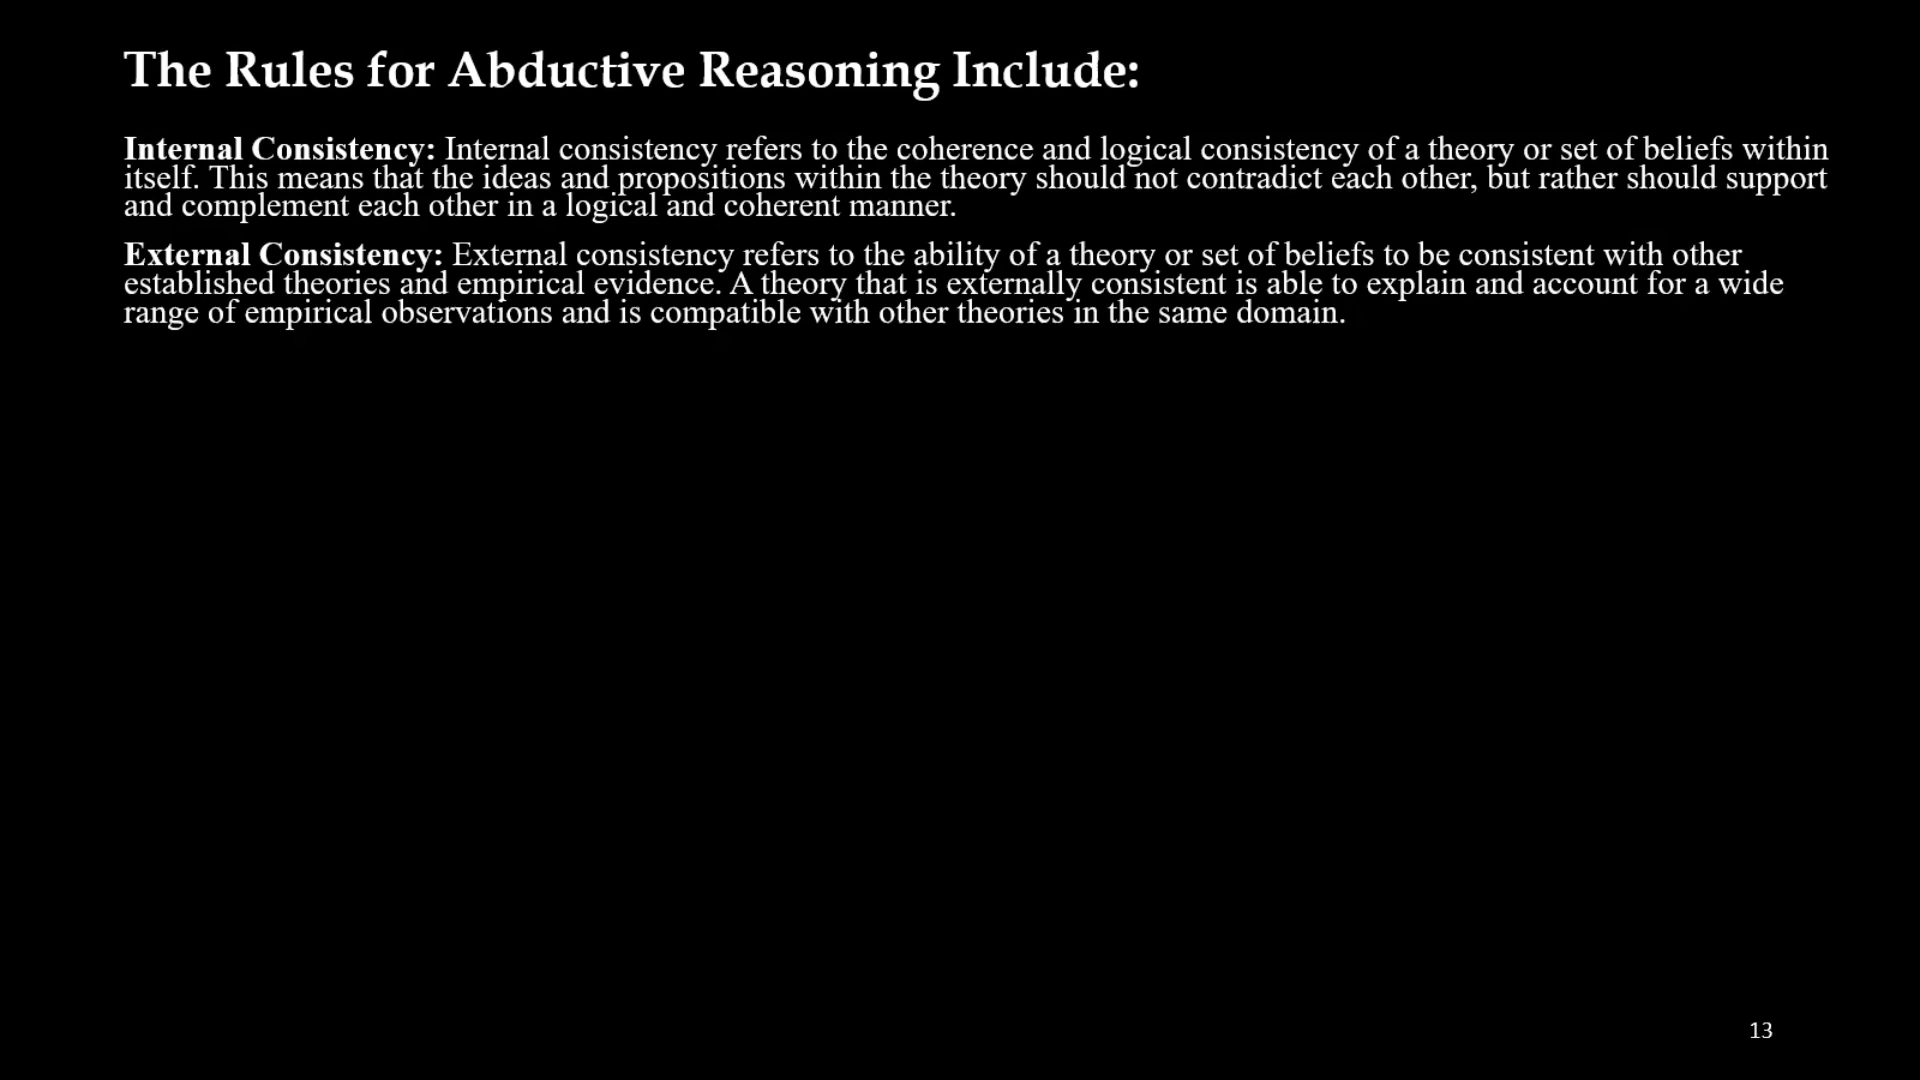 The Rules for Abductive Reasoning Include:
Internal Consistency: Internal consistency refers to the coherence and logical consistency of a theory or set of beliefs within
itself. This means that the ideas and propositions within the theory should not contradict each other, but rather should support
and complement each other in a logical and coherent manner.
External Consistency: External consistency refers to the ability of a theory or set of beliefs to be consistent with other
established theories and empirical evidence. A theory that is externally consistent is able to explain and account for a wide
range of empirical observations and is compatible with other theories in the same domain.
13